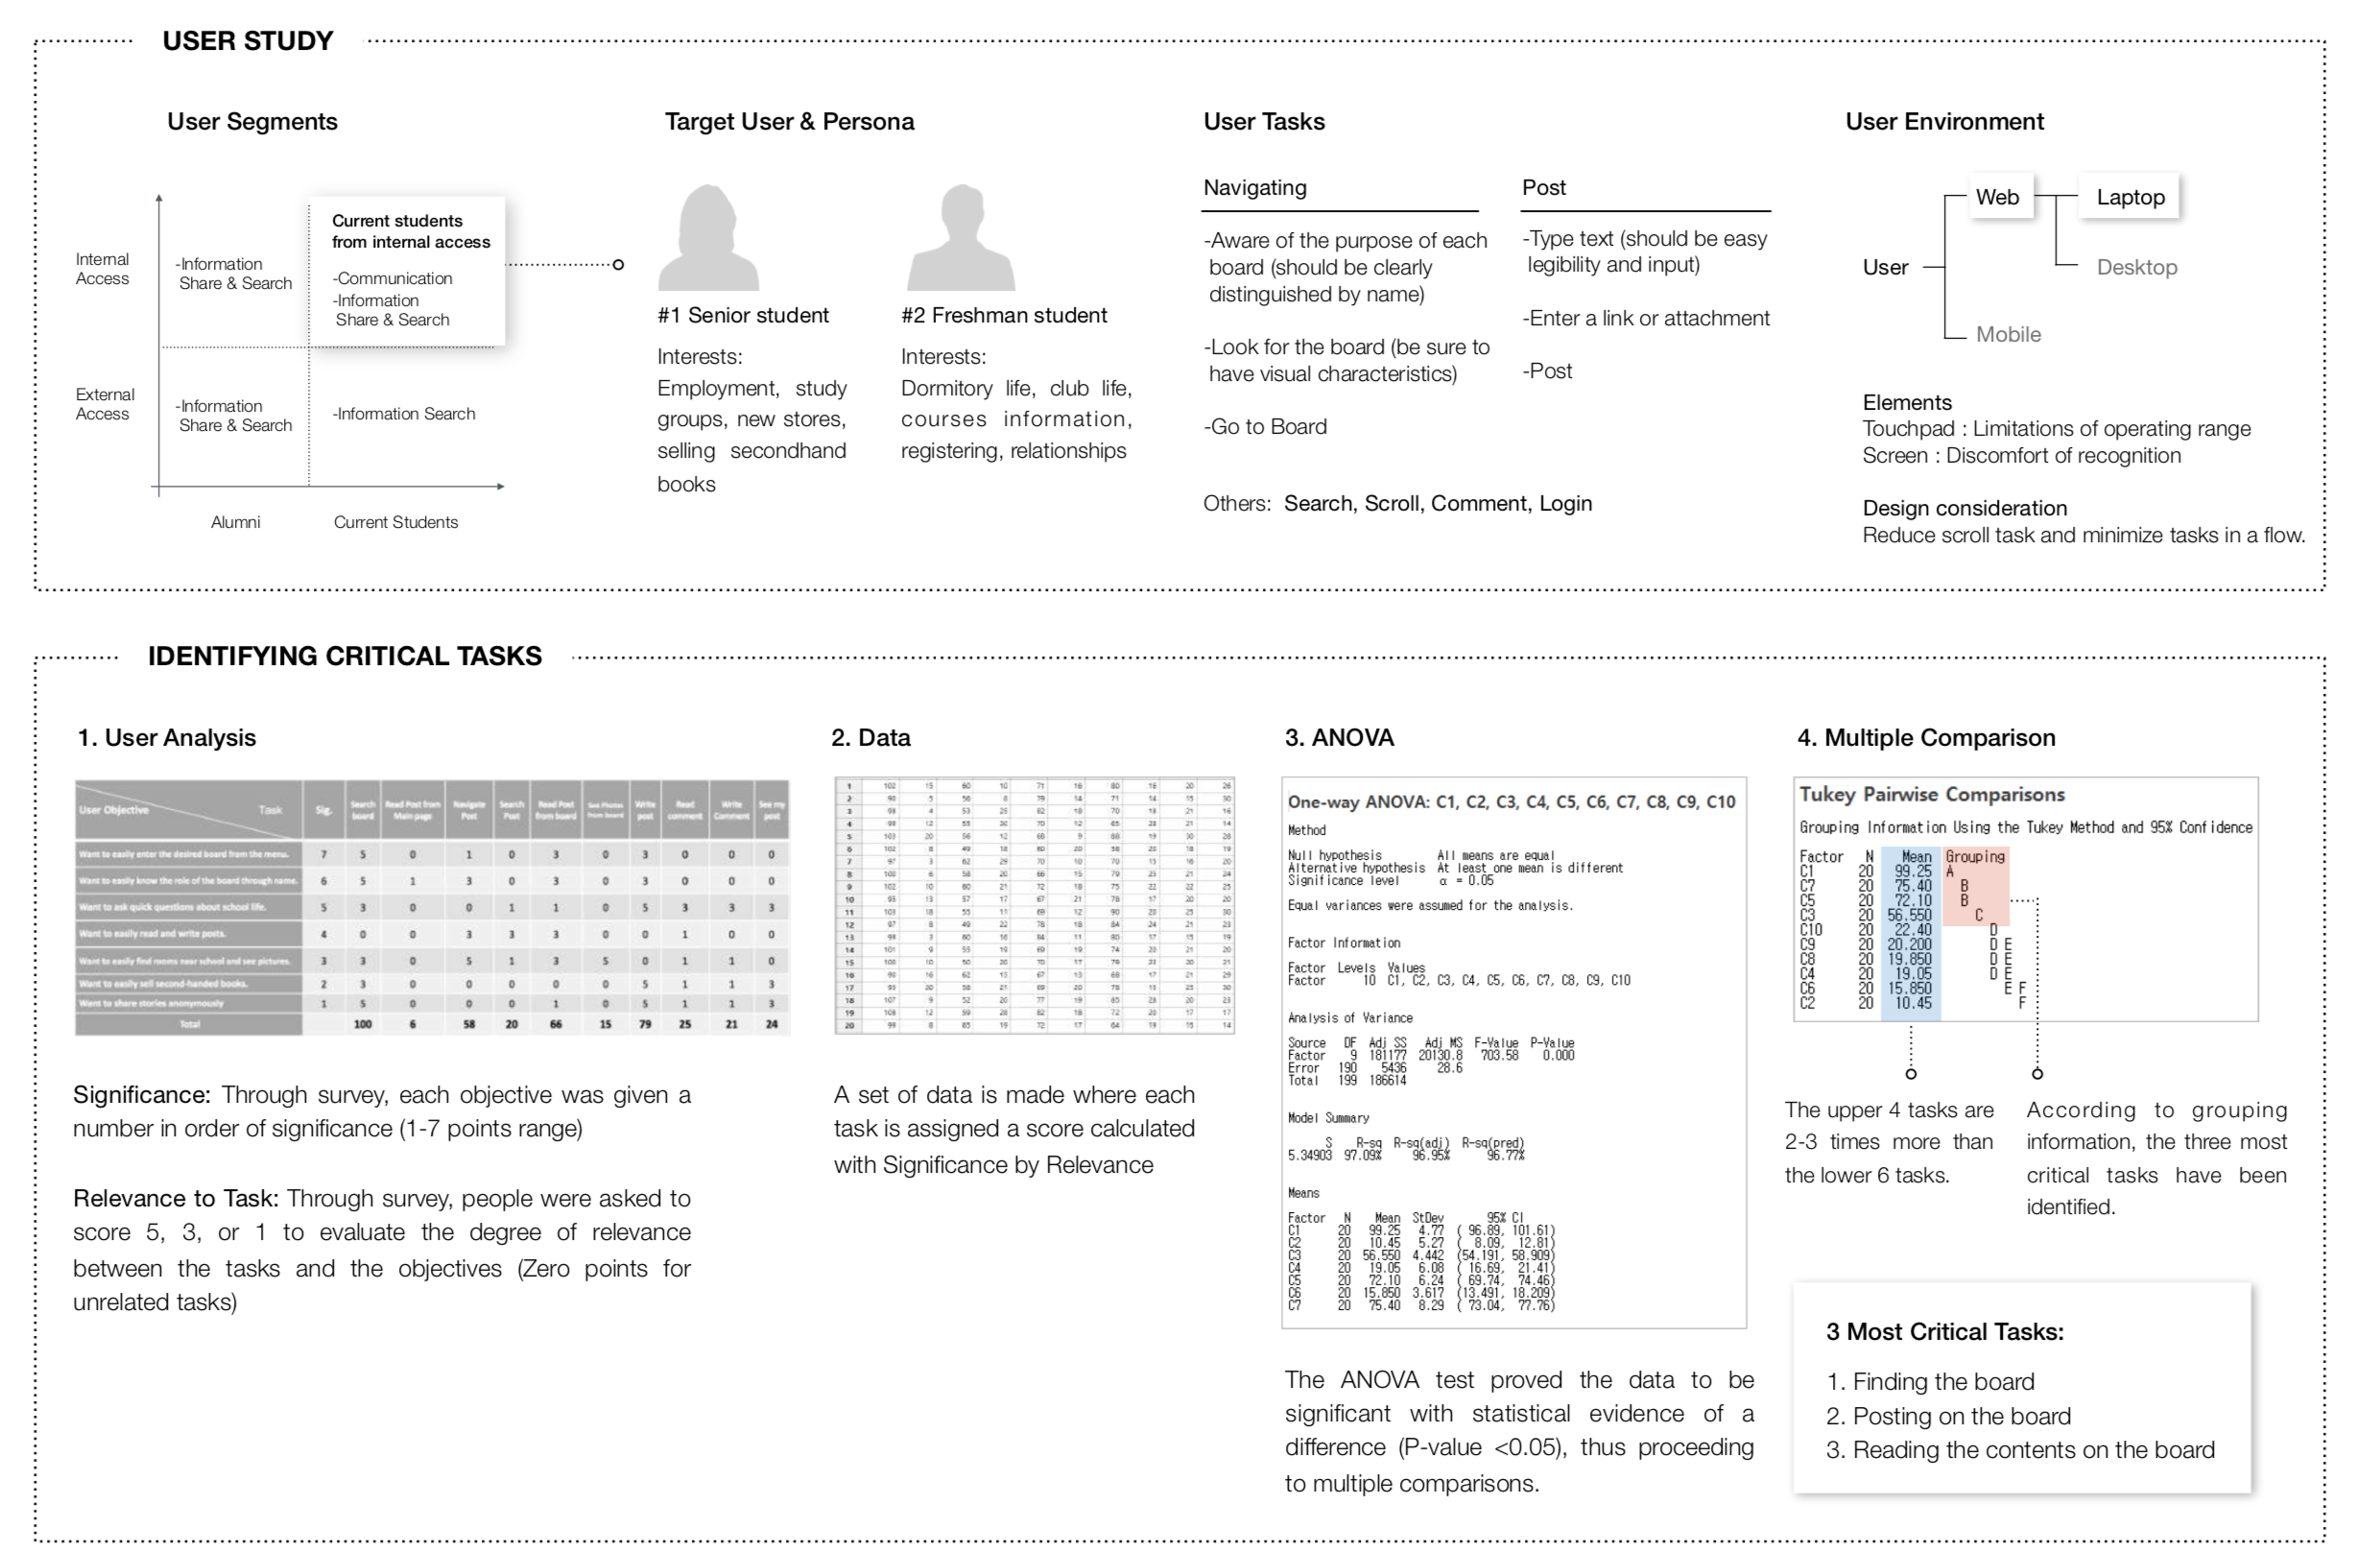 USER STUDY
User Segments
Internal
Access
External
Access
-Information
Share & Search
Current students
from internal access
-Communication
-Information
Share & Search
-Information
Share & Search
-Information Search
Alumni
Current Students
Target User & Persona
#1 Senior student
Interests:
Employment, study
groups, new stores,
selling secondhand
books
#2 Freshman student
Interests:
Dormitory life, club life,
courses information,
registering, relationships
User Tasks
Navigating
-Aware of the purpose of each
board (should be clearly
distinguished by name)
-Look for the board (be sure to
have visual characteristics)
-Go to Board
Post
-Type text (should be easy
legibility and input)
-Enter a link or attachment
-Post
Others: Search, Scroll, Comment, Login
User Environment
User
Web
Laptop
Desktop
Mobile
Elements
Touchpad : Limitations of operating range
Screen : Discomfort of recognition
Design consideration
Reduce scroll task and minimize tasks in a flow.
IDENTIFYING CRITICAL TASKS
1. User Analysis
User Objective Task Sig. Search board Read Post from Main page Navigate Post Search Post Read Post from board See Photos from board Write post Read comment Write Comment See my post
Want to easily enter the desired board from the menu. 7 5 0 1 0 3 0 3 0 0 0
Want to easily know the role of the board through name. 6 5 1 3 0 3 0 3 0 0 0
Want to ask quick questions about school life. 5 3 0 0 1 1 0 5 3 3 3
Want to easily read and write posts. 4 0 0 3 3 3 0 0 1 0 0
Want to easily find rooms near school and see pictures. 3 3 0 5 1 3 5 0 1 1 0
Want to easily sell second-handed books. 2 3 0 0 0 0 0 5 1 1 3
Want to share stories anonymously 1 5 0 0 0 1 0 5 1 1 3
Total 100 6 58 20 66 15 79 25 21 24
Significance: Through survey, each objective was given a
number in order of significance (1-7 points range)
Relevance to Task: Through survey, people were asked to
score 5, 3, or 1 to evaluate the degree of relevance
between the tasks and the objectives (Zero points for
unrelated tasks)
2. Data
A set of data is made where each
task is assigned a score calculated
with Significance by Relevance
3. ANOVA
One-way ANOVA: C1, C2, C3, C4, C5, C6, C7, C8, C9, C10
Method
Null hypothesis All means are equal
Alternative hypothesis At least one mean is different
Significance level α = 0.05
Equal variances were assumed for the analysis.
Factor Information
Factor Levels Values
Factor 10 C1, C2, C3, C4, C5, C6, C7, C8, C9, C10
Analysis of Variance
Source DF Adj SS Adj MS F-Value P-Value
Factor 9 181177 20130.8 703.58 0.000
Error 190 5436 28.6
Total 199 186614
Model Summary
S R-sq R-sq(adj) R-sq(pred)
5.34903 97.09% 96.95% 96.77%
Means
Factor N Mean StDev 95% CI
C1 20 99.25 4.77 ( 96.89, 101.61)
C2 20 10.45 5.27 ( 8.09, 12.81)
C3 20 56.550 4.442 (54.191, 58.909)
C4 20 19.05 6.08 ( 16.69, 21.41)
C5 20 72.10 6.24 ( 69.74, 74.46)
C6 20 15.850 3.617 (13.491, 18.209)
C7 20 75.40 8.29 ( 73.04, 77.76)
The ANOVA test proved the data to be
significant with statistical evidence of a
difference (P-value <0.05), thus proceeding
to multiple comparisons.
4. Multiple Comparison
Tukey Pairwise Comparisons
Grouping Information Using the Tukey Method and 95% Confidence
Factor N Mean Grouping
C1 20 99.25 A
C7 20 75.40 B
C5 20 72.10 B
C3 20 56.550 C
C10 20 22.40 D
C9 20 20.200 D E
C8 20 19.850 D E
C4 20 19.05 D E
C6 20 15.850 E F
C2 20 10.45 F
The upper 4 tasks are
2-3 times more than
the lower 6 tasks.
According to grouping
information, the three most
critical tasks have been
identified.
3 Most Critical Tasks:
1. Finding the board
2. Posting on the board
3. Reading the contents on the board